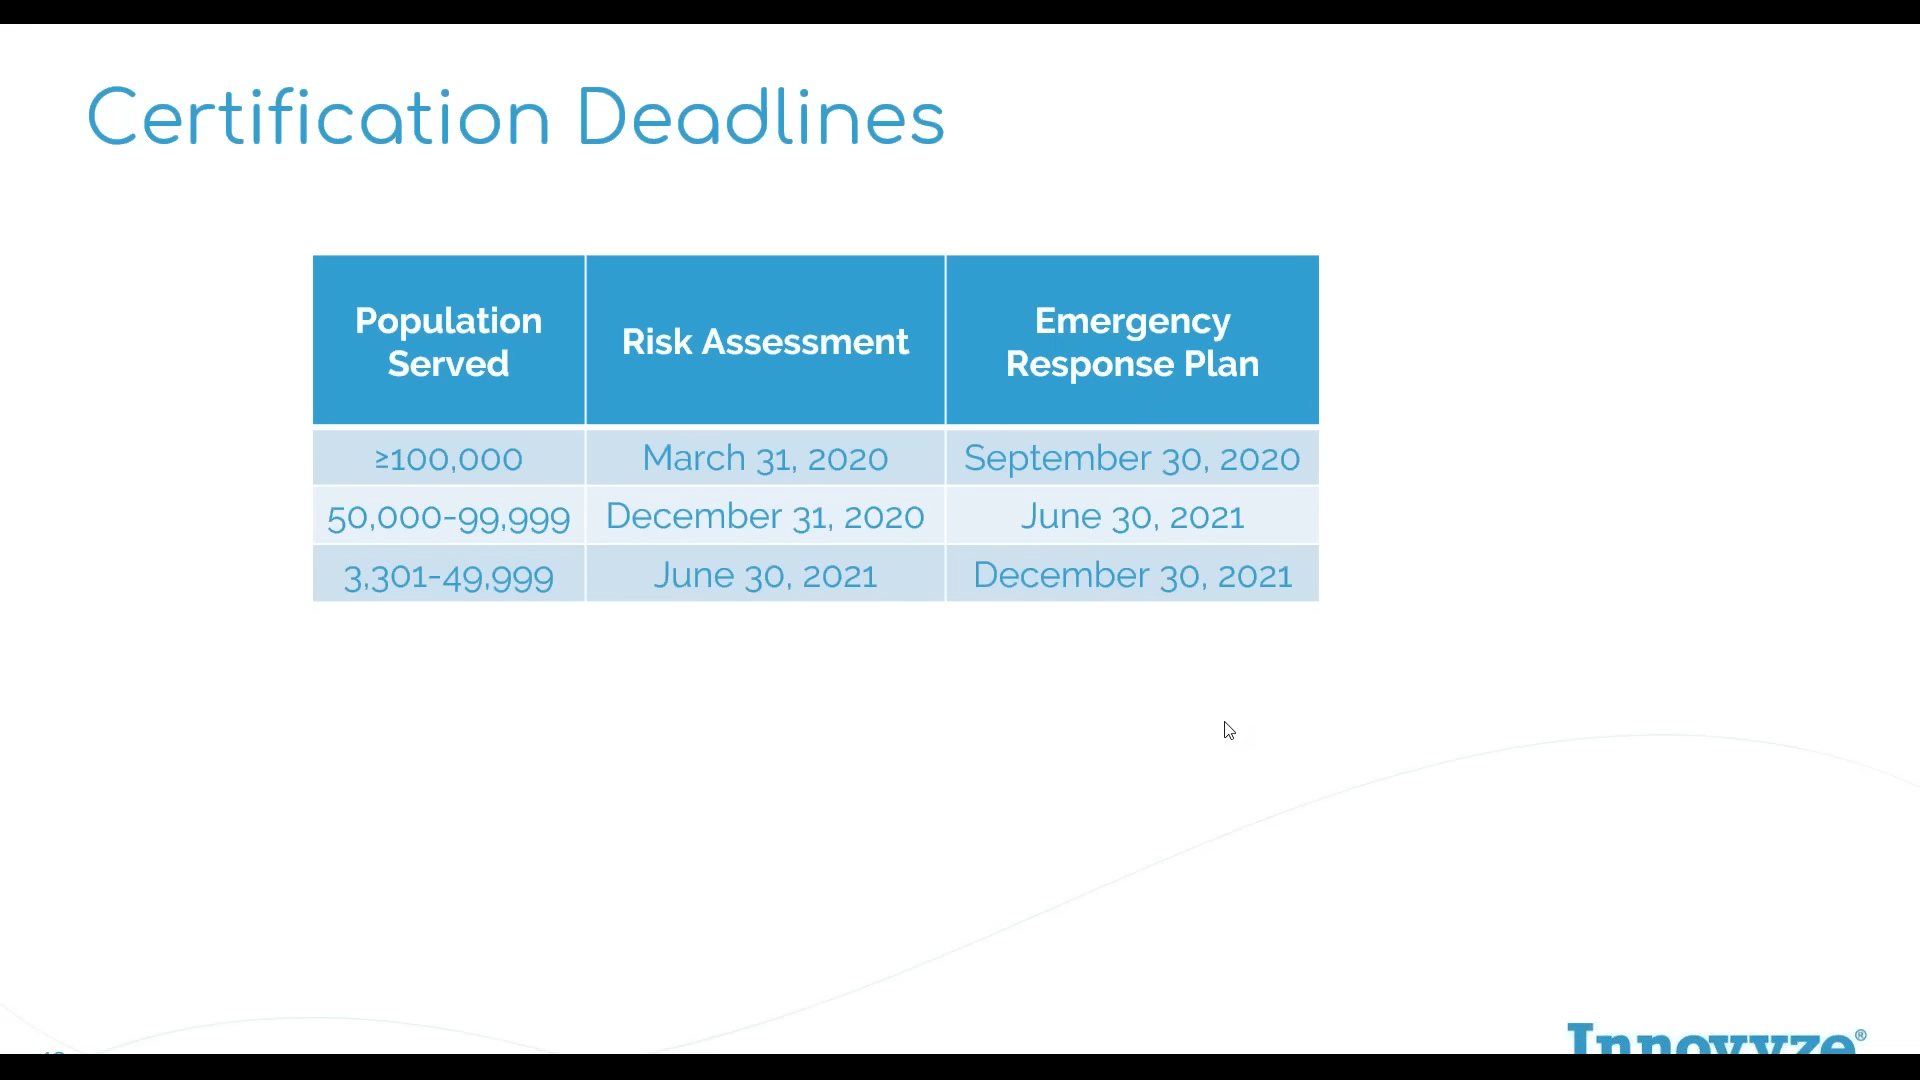 Certification Deadlines
Population Served	Risk Assessment	Emergency Response Plan
≥100,000	March 31, 2020	September 30, 2020
50,000-99,999	December 31, 2020	June 30, 2021
3,301-49,999	June 30, 2021	December 30, 2021
Innovyze®